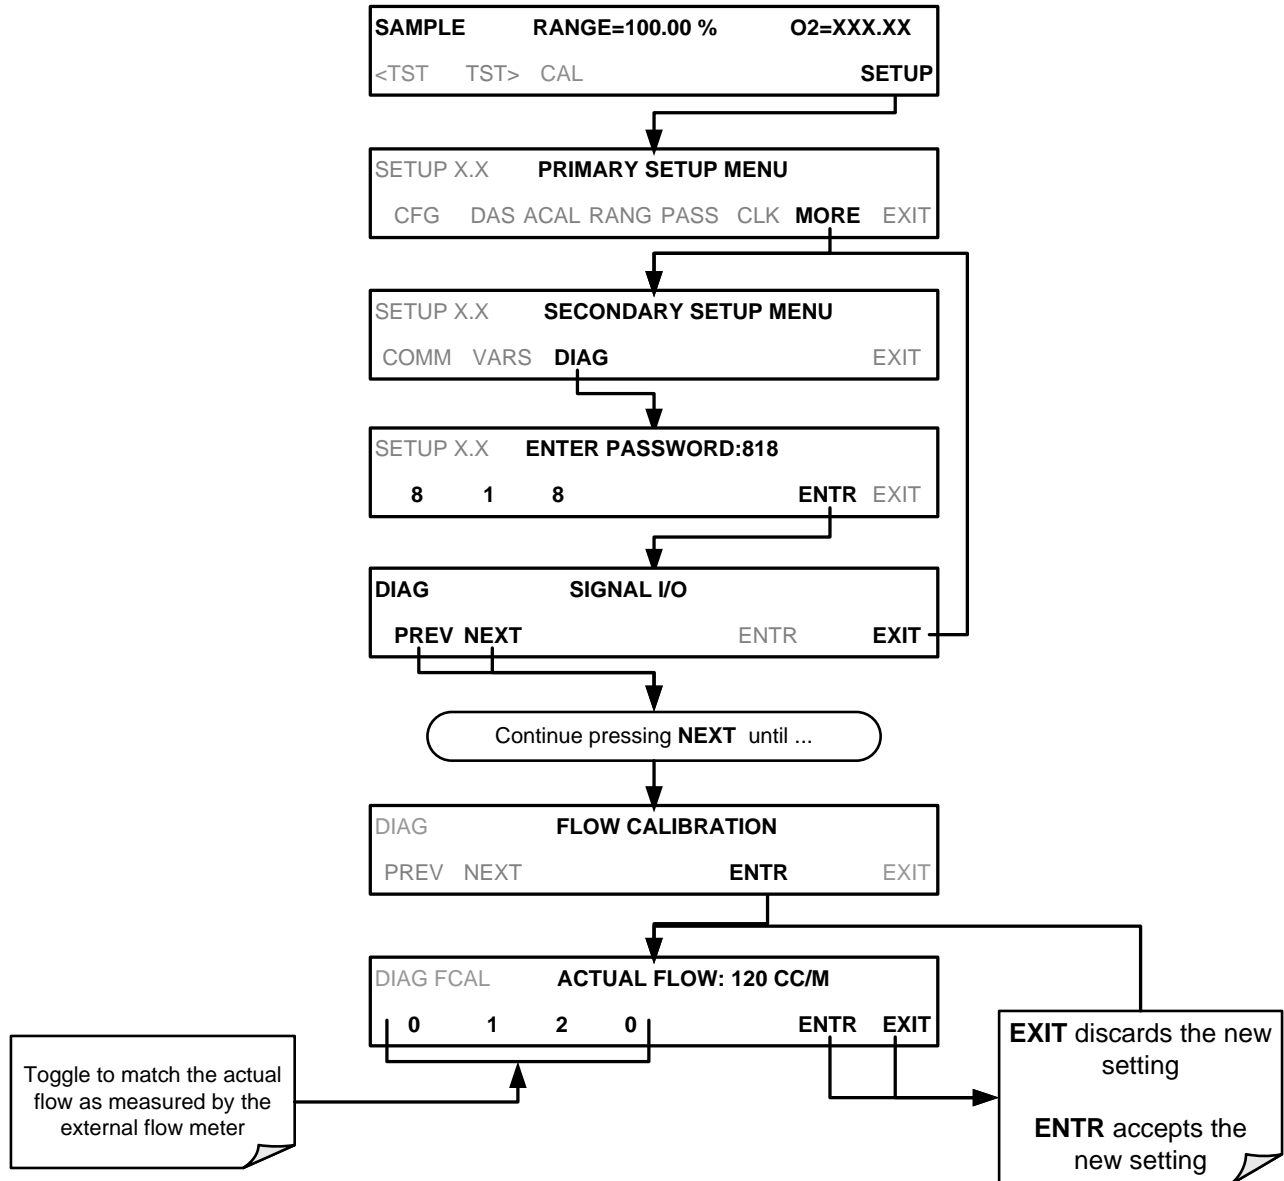 SAMPLE RANGE=100.00 % O2=XXX.XX
<TST TST> CAL SETUP
SETUP X.X PRIMARY SETUP MENU
CFG DAS ACAL RANG PASS CLK MORE EXIT
SETUP X.X SECONDARY SETUP MENU
COMM VARS DIAG EXIT
SETUP X.X ENTER PASSWORD:818
8 1 8 ENTR EXIT
DIAG SIGNAL I/O
PREV NEXT ENTR EXIT
Continue pressing NEXT until ...
DIAG FLOW CALIBRATION
PREV NEXT ENTR EXIT
DIAG FCAL ACTUAL FLOW: 120 CC/M
0 1 2 0 ENTR EXIT
Toggle to match the actual
flow as measured by the
external flow meter
EXIT discards the new
setting
ENTR accepts the
new setting